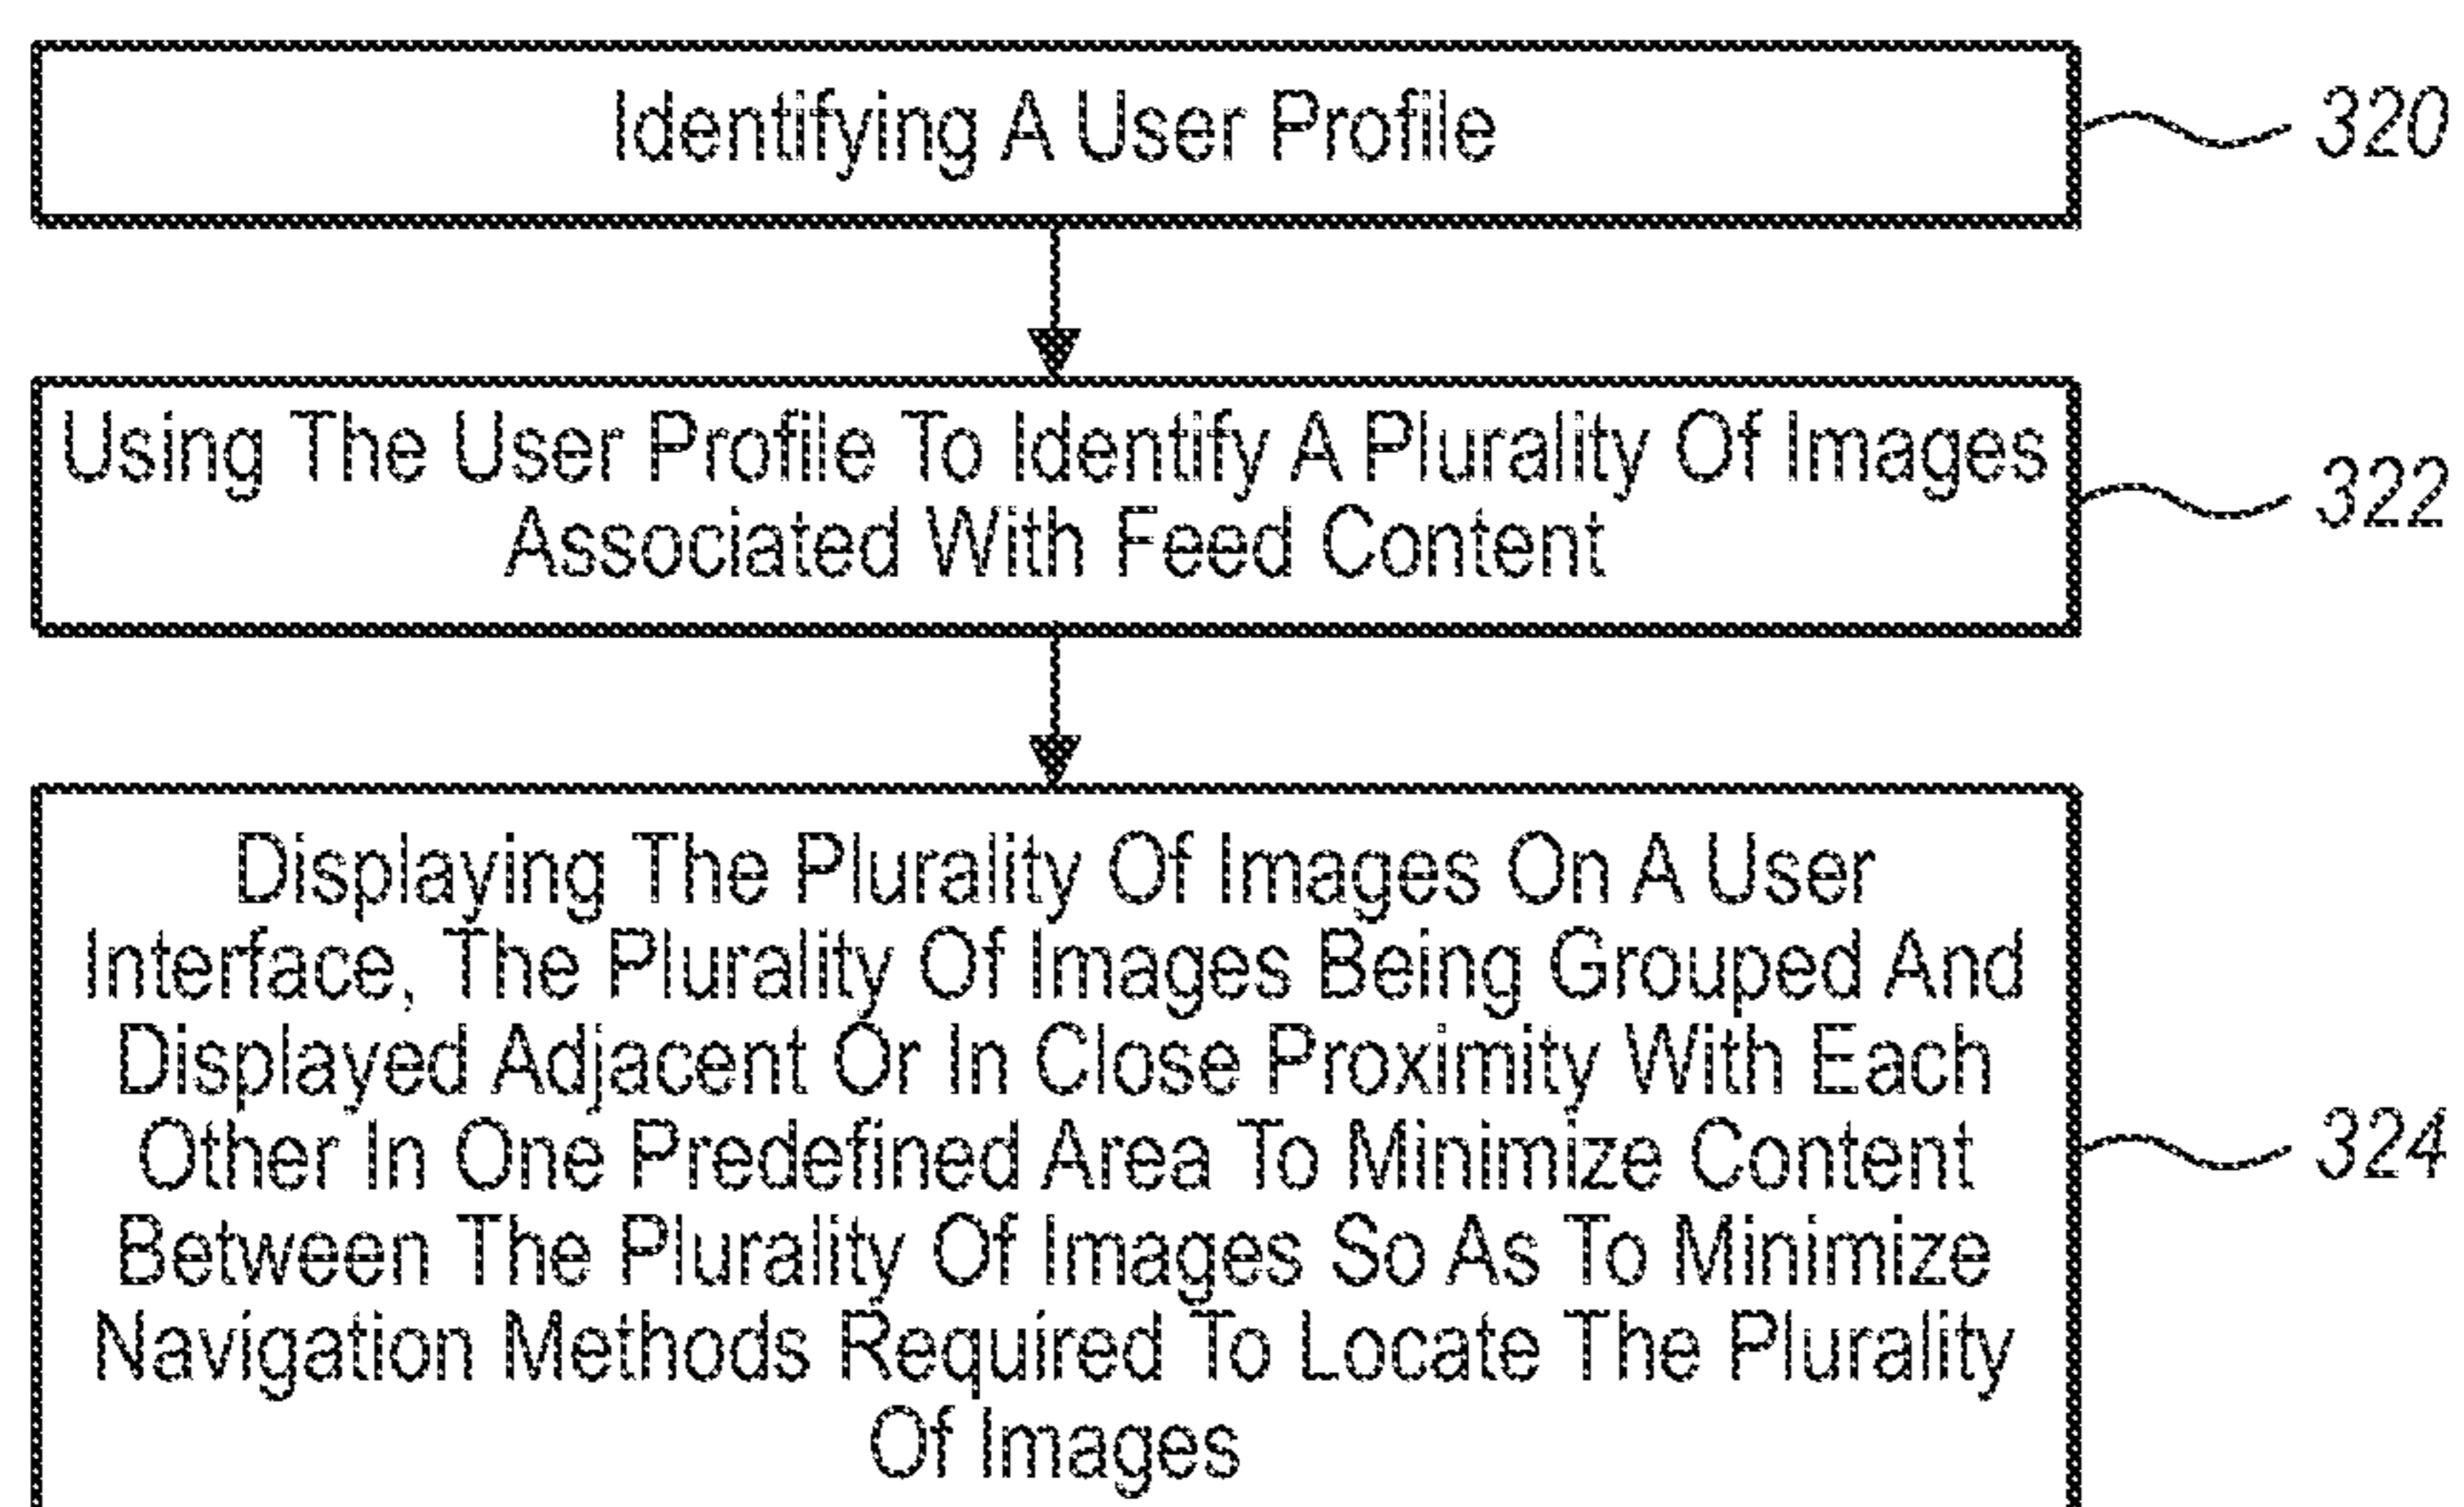 Identifying A User Profile
320
Using The User Profile To Identify A Plurality Of Images
Associated With Feed Content
322
Displaying The Plurality Of Images On A User
Interface, The Plurality Of Images Being Grouped And
Displayed Adjacent Or In Close Proximity With Each
Other In One Predefined Area To Minimize Content
Between The Plurality Of Images So As To Minimize
Navigation Methods Required To Locate The Plurality
Of Images
324